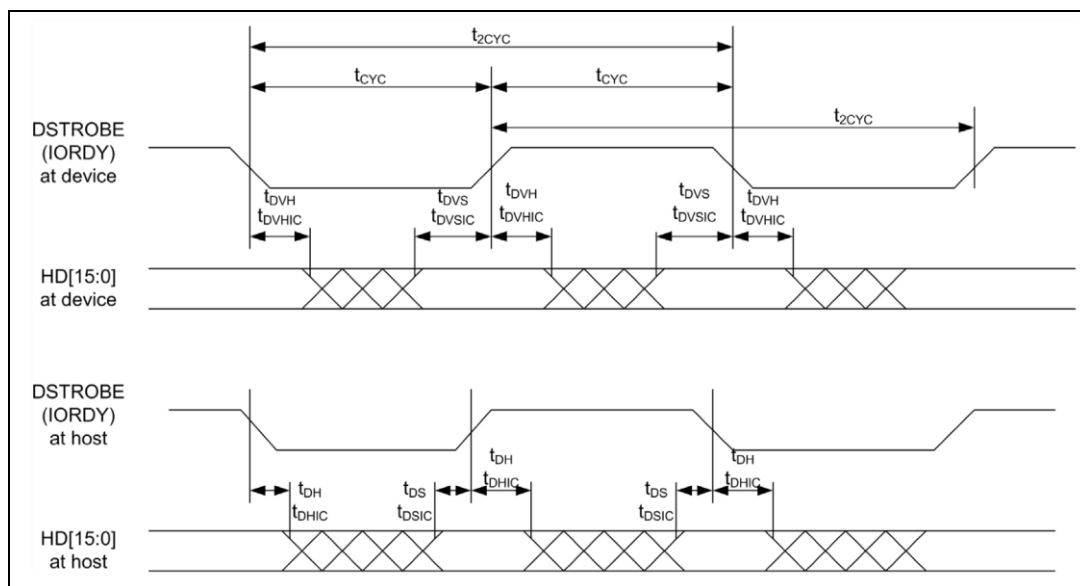 t2CYC
tCYC tCYC
t2CYC
DSTROBE
(IORDY)
at device
tDVH tDVS tDVH tDVS tDVH
tDVHIC tDVSIC tDVHIC tDVSIC tDVHIC
HD[15:0]
at device
DSTROBE
(IORDY)
at host
tDH tDH
tDH tDS tDHIC tDS tDHIC
tDHIC tDSIC tDSIC
HD[15:0]
at host